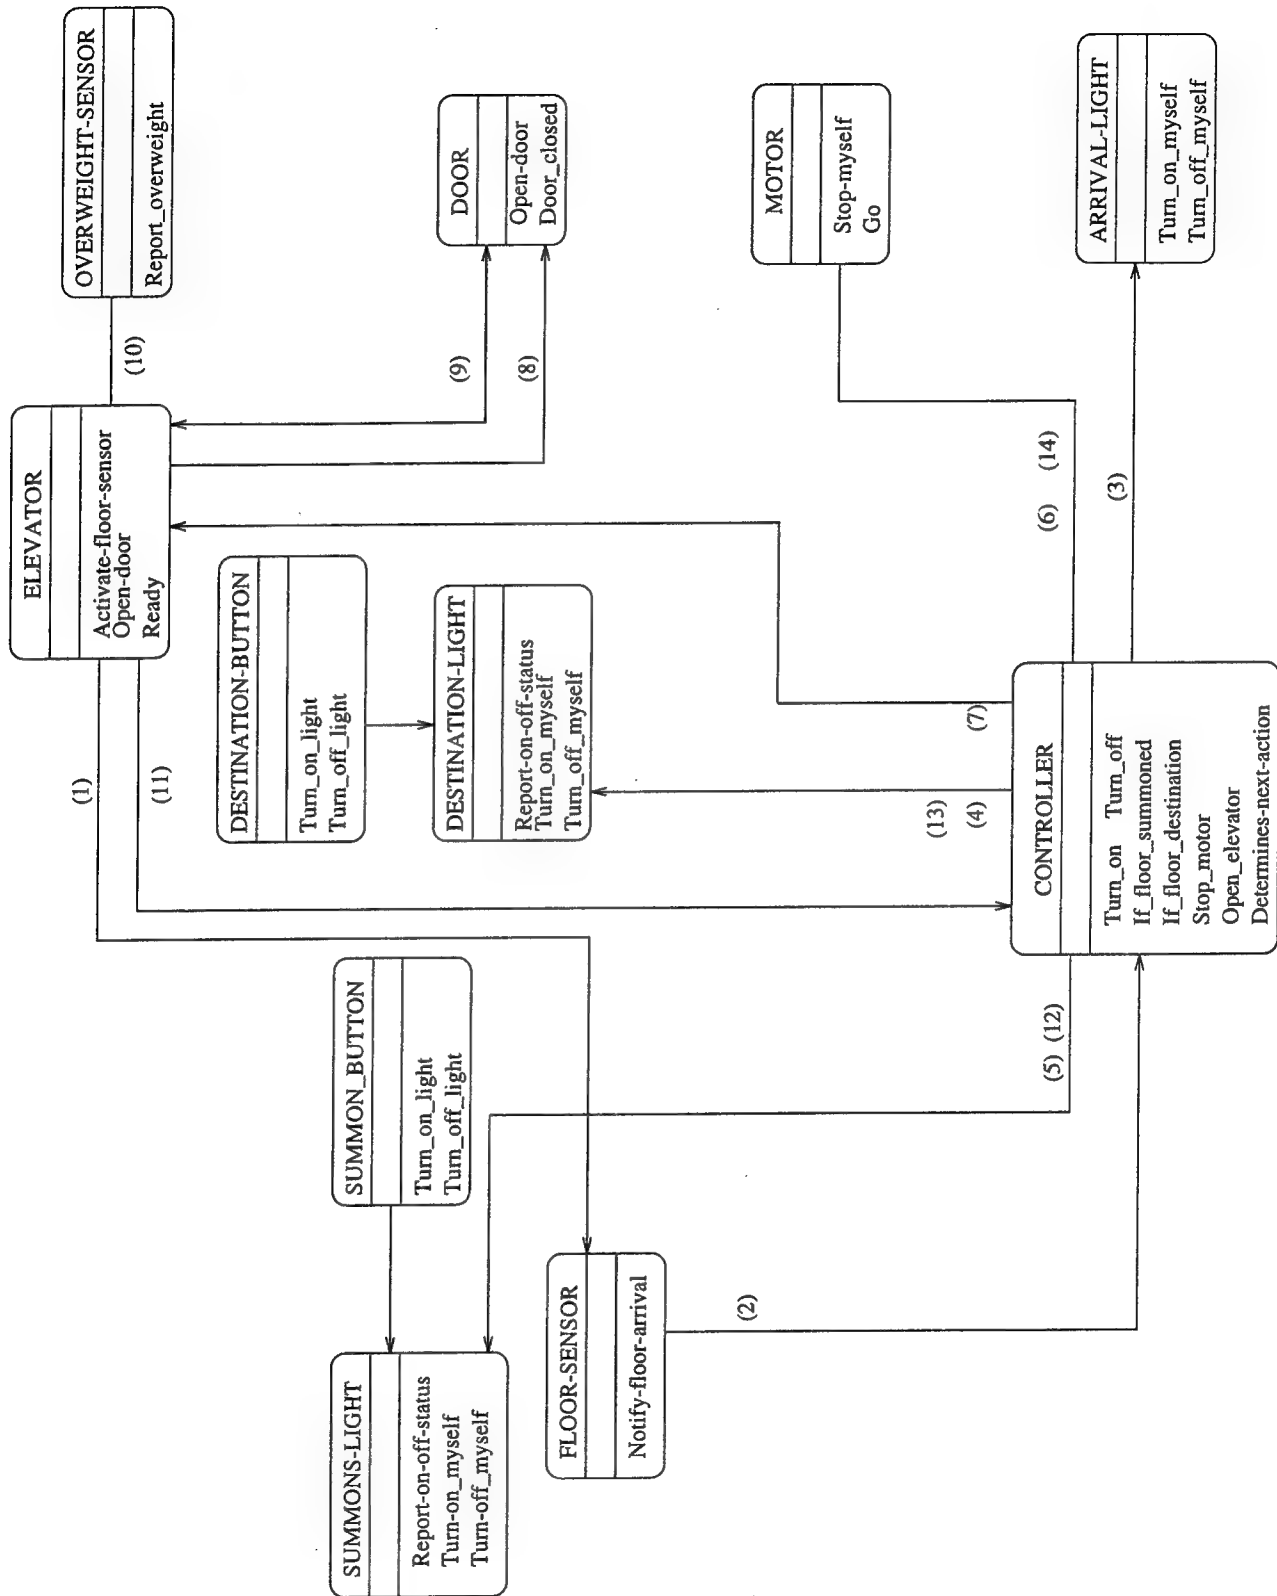 OVERWEIGHT-SENSOR
Report_overweight
DOOR
Open-door
Door_closed
MOTOR
Stop-myself
Go
ARRIVAL-LIGHT
Turn_on_myself
Turn_off_myself
(10)
(9)
(8)
(14)
(6)
(3)
ELEVATOR
Activate-floor-sensor
Open-door
Ready
DESTINATION-BUTTON
Turn_on_light
Turn_off_light
DESTINATION-LIGHT
Report-on-off-status
Turn_on_myself
Turn_off_myself
(7)
(13)
(4)
(1)
(11)
CONTROLLER
Turn_on Turn_off
If_floor_summoned
If_floor_destination
Stop_motor
Open_elevator
Determines-next-action
SUMMON_BUTTON
Turn_on_light
Turn_off_light
(5) (12)
(2)
FLOOR-SENSOR
Notify-floor-arrival
SUMMONS-LIGHT
Report-on-off-status
Turn-on_myself
Turn-off_myself